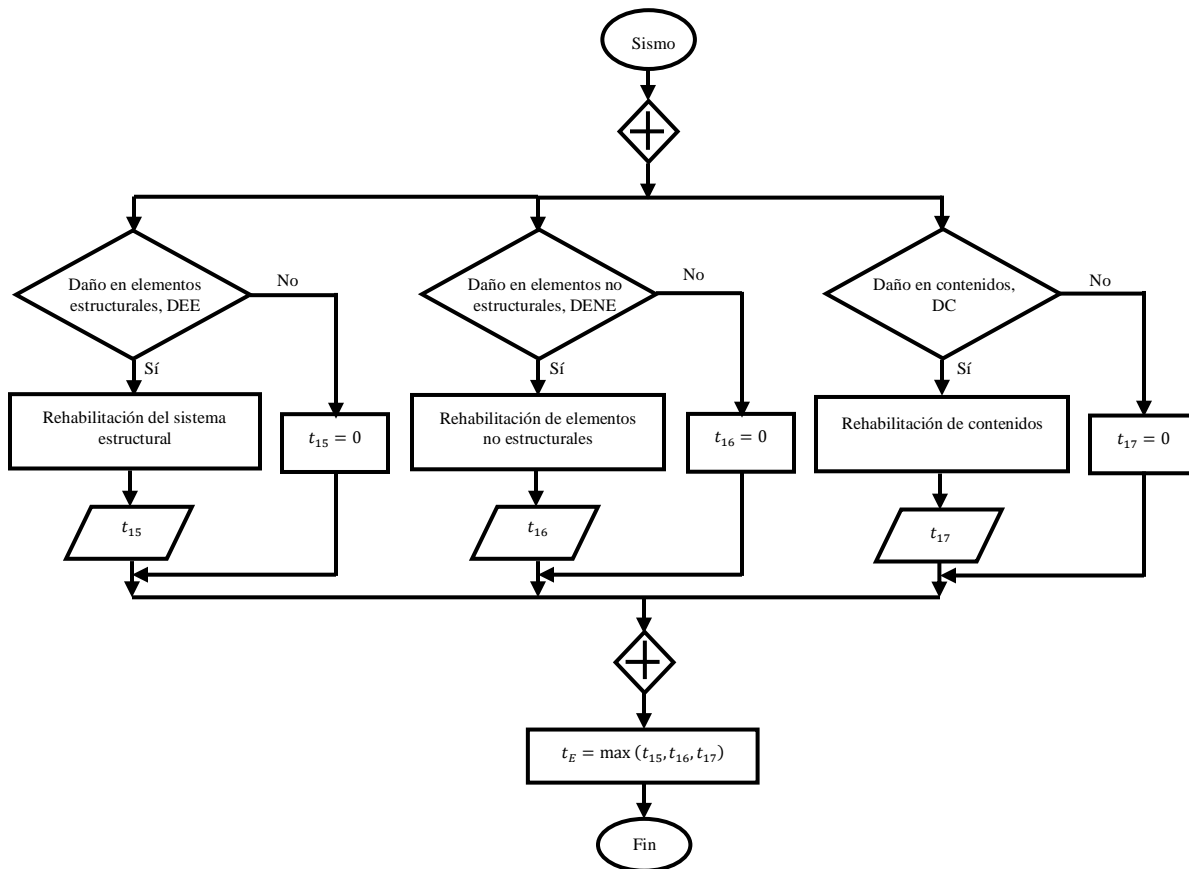 Sismo
Daño en elementos
estructurales, DEE
No
Sí
Daño en elementos no
estructurales, DENE
No
Sí
Daño en contenidos,
DC
No
Sí
Rehabilitación del sistema
estructural
t₁₅ = 0
Rehabilitación de elementos
no estructurales
t₁₆ = 0
Rehabilitación de contenidos
t₁₇ = 0
t₁₅
t₁₆
t₁₇
t_E = max (t₁₅, t₁₆, t₁₇)
Fin